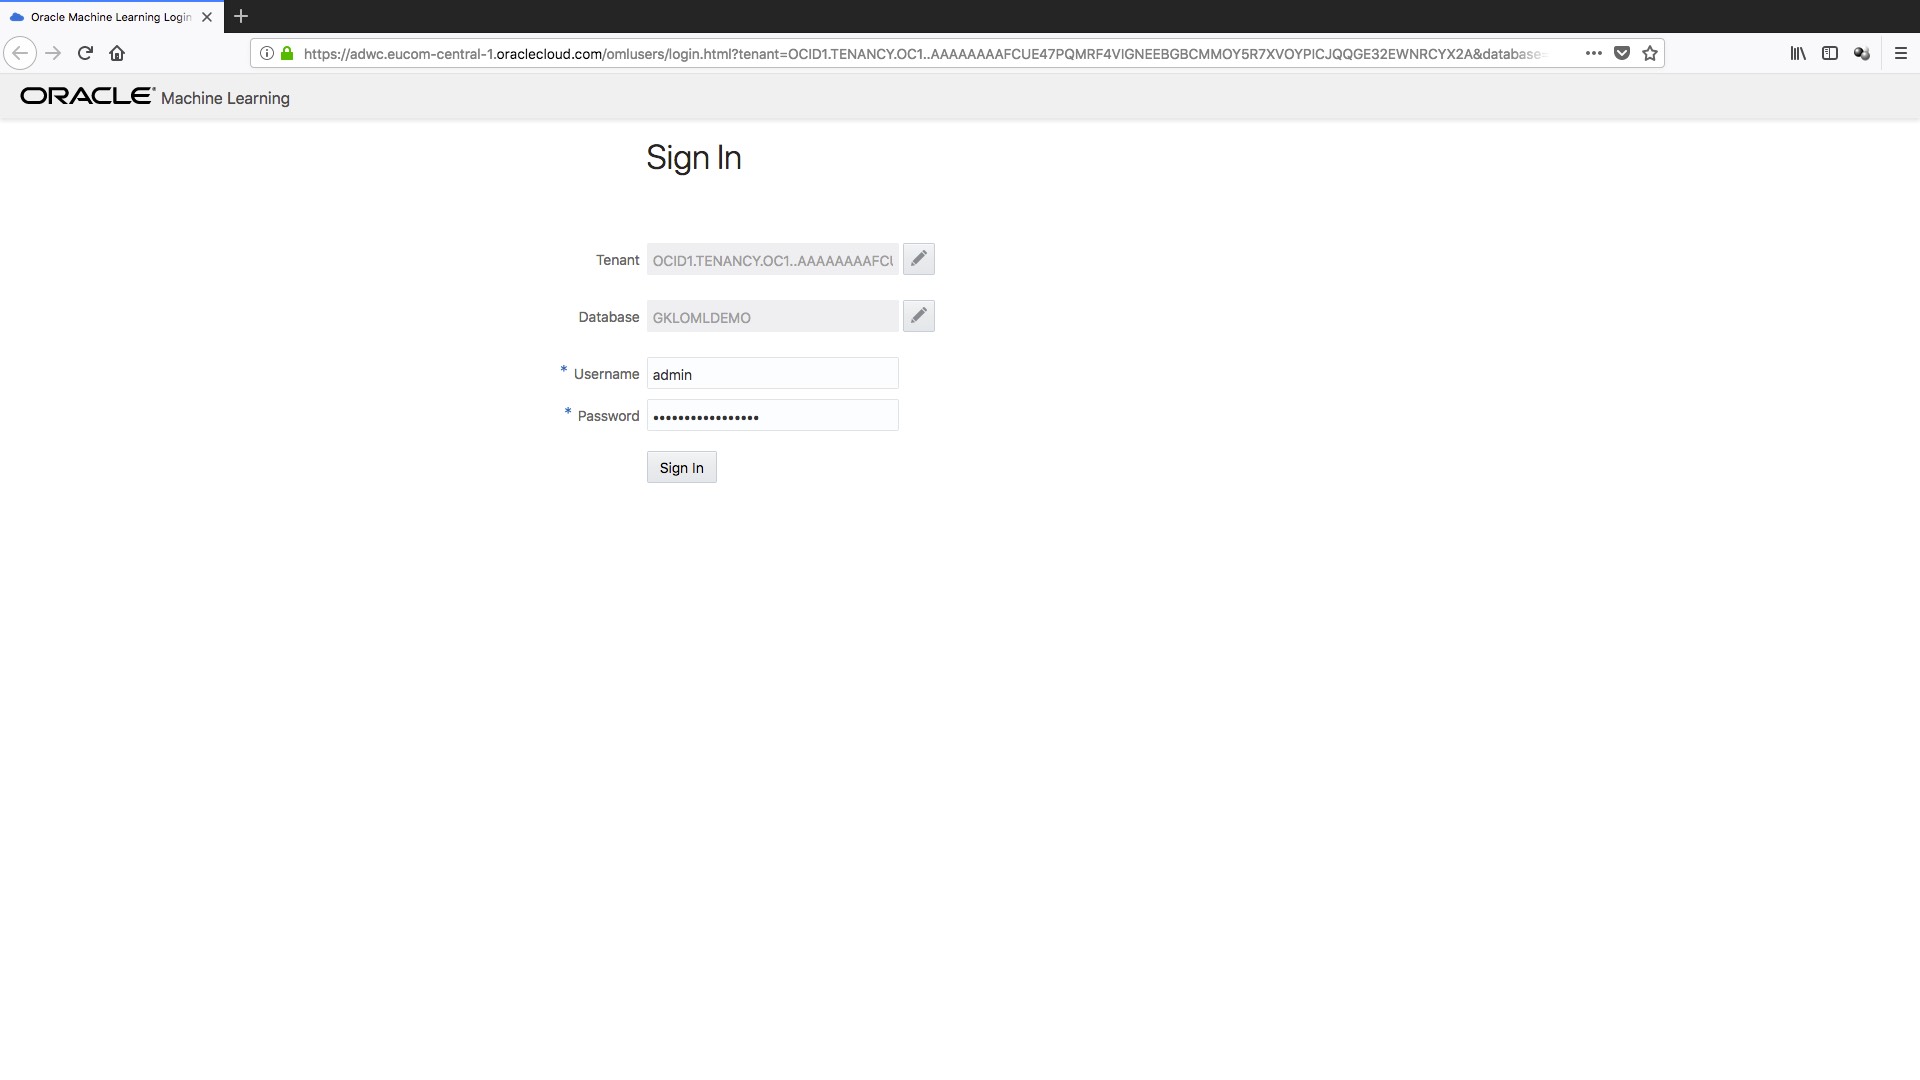 Oracle Machine Learning Login
https://adwc.eucom-central-1.oraclecloud.com/omlusers/login.html?tenant=OCID1.TENANCY.OC1..AAAAAAAAFCUE47PQMRF4VIGNEEBGBCMMOY5R7XVOYPICJQQGE32EWNRCYX2A&database=
ORACLE® Machine Learning
Sign In
Tenant OCID1.TENANCY.OC1..AAAAAAAAFCU
Database GKLOMLDEMO
* Username admin
* Password •••••••••••••••••
Sign In